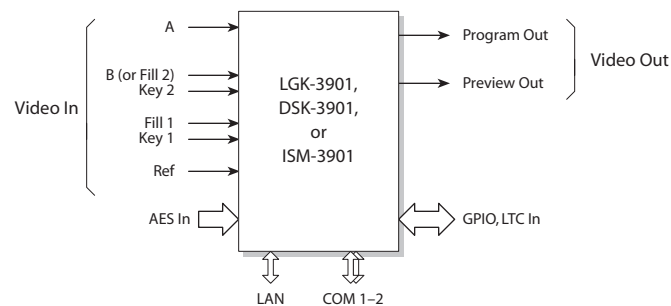 A
Video In
B (or Fill 2)
Key 2
Fill 1
Key 1
Ref
AES In
LGK-3901,
DSK-3901,
or
ISM-3901
Program Out
Preview Out
Video Out
GPIO, LTC In
LAN
COM 1–2